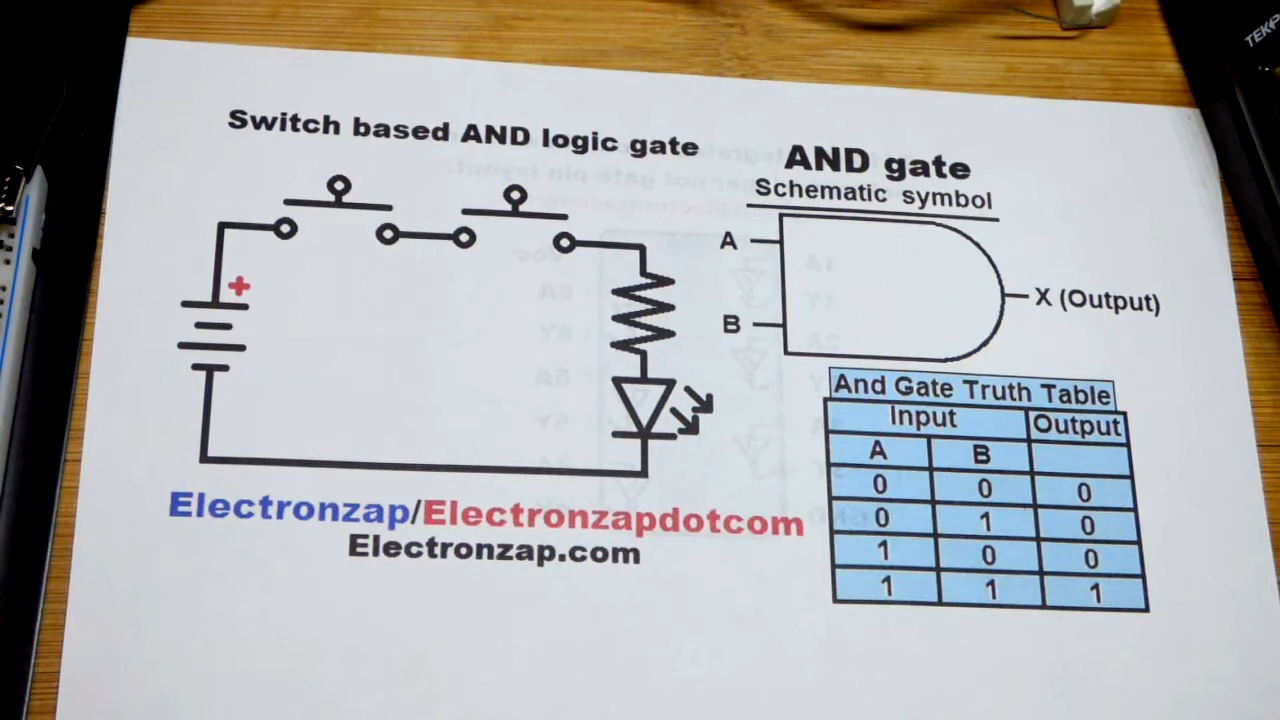 Switch based AND logic gate
+
Electronzap/Electronzapdotcom
Electronzap.com
AND gate
Schematic symbol
A
B
X (Output)
And Gate Truth Table
Input Output
A B
0 0 0
0 1 0
1 0 0
1 1 1